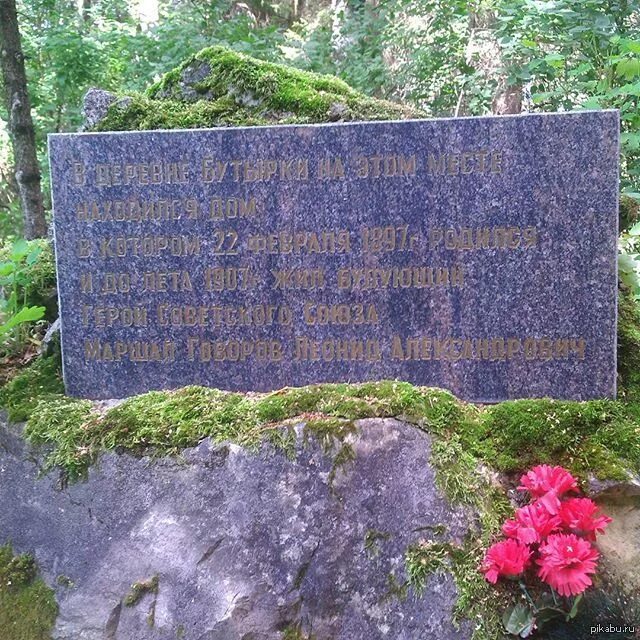 В ДЕРЕВНЕ БУТЫРКИ НА ЭТОМ МЕСТЕ
НАХОДИЛСЯ ДОМ
В КОТОРОМ 22 ФЕВРАЛЯ 1897г. РОДИЛСЯ
И ДО ЛЕТА 1907г ЖИЛ БУДУЮЩИЙ
ГЕРОЙ СОВЕТСКОГО СОЮЗА
МАРШАЛ ГОВОРОВ ЛЕОНИД АЛЕКСАНДРОВИЧ
pikabu.ru